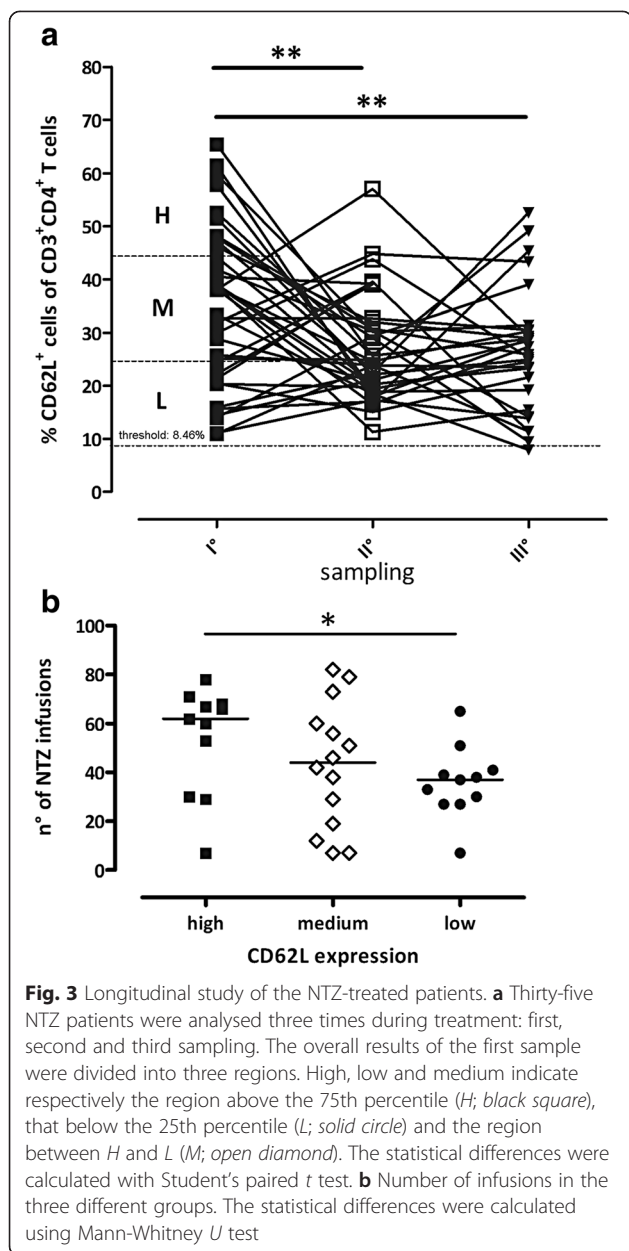 a
**
**
80
70
60
50
40
30
20
10
0
% CD62L⁺ cells of CD3⁺CD4⁺ T cells
H
M
L
threshold: 8.46%
I°
II°
III°
sampling
b
*
100
80
60
40
20
0
n° of NTZ infusions
high
medium
low
CD62L expression
Fig. 3 Longitudinal study of the NTZ-treated patients. a Thirty-five
NTZ patients were analysed three times during treatment: first,
second and third sampling. The overall results of the first sample
were divided into three regions. High, low and medium indicate
respectively the region above the 75th percentile (H; black square),
that below the 25th percentile (L; solid circle) and the region
between H and L (M; open diamond). The statistical differences were
calculated with Student's paired t test. b Number of infusions in the
three different groups. The statistical differences were calculated
using Mann-Whitney U test